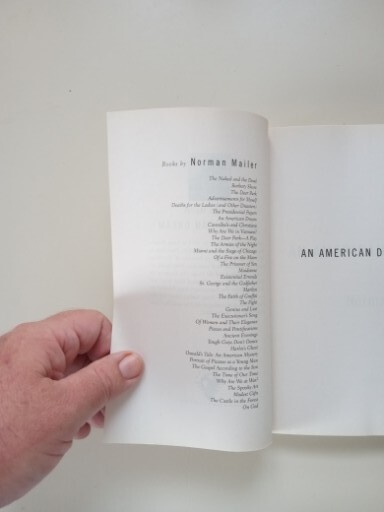 Books by Norman Mailer
The Naked and the Dead
Barbary Shore
The Deer Park
Advertisements for Myself
Deaths for the Ladies (and Other Disasters)
The Presidential Papers
An American Dream
Cannibals and Christians
Why Are We in Vietnam?
The Deer Park—A Play
The Armies of the Night
Miami and the Siege of Chicago
Of a Fire on the Moon
The Prisoner of Sex
Maidstone
Existential Errands
St. George and the Godfather
Marilyn
The Faith of Graffiti
The Fight
Genius and Lust
The Executioner's Song
Of Women and Their Elegance
Pieces and Pontifications
Ancient Evenings
Tough Guys Don't Dance
Harlot's Ghost
Oswald's Tale: An American Mystery
Portrait of Picasso as a Young Man
The Gospel According to the Son
The Time of Our Time
Why Are We at War?
The Spooky Art
Modest Gifts
The Castle in the Forest
On God
AN AMERICAN D